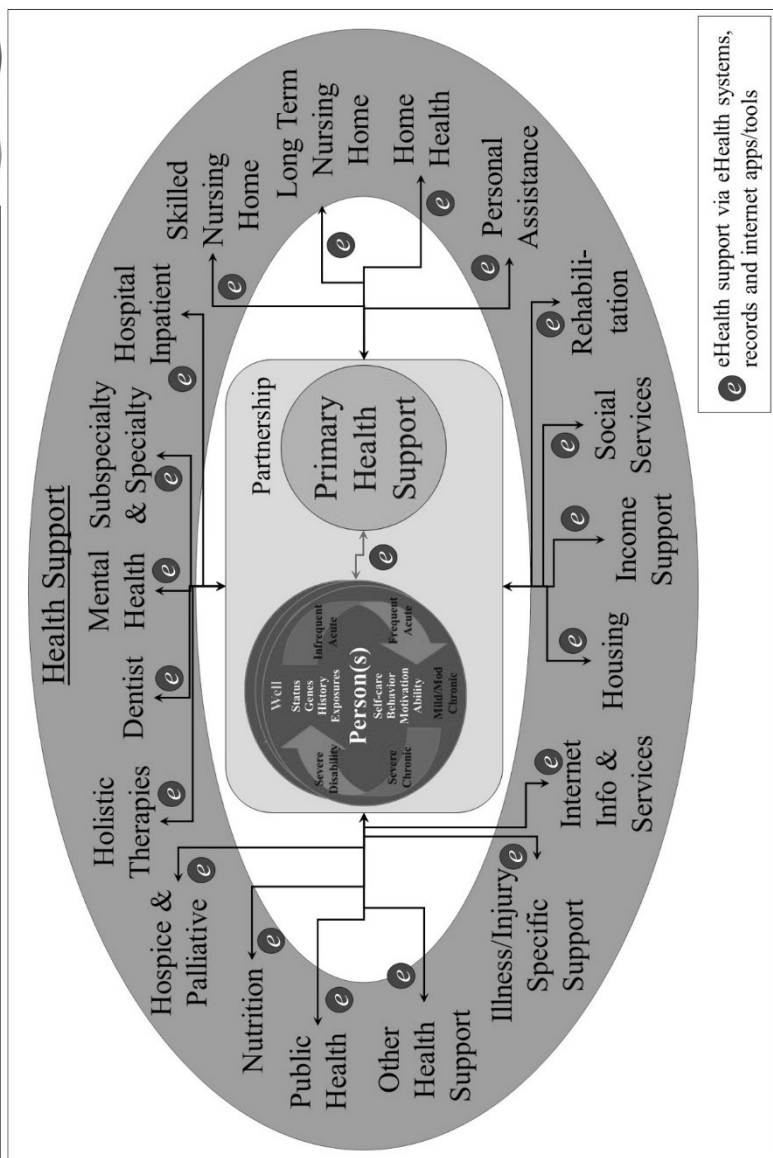 Health Support
Holistic
Therapies
e
Dentist
e
Mental
Health
e
Subspecialty
& Specialty
e
Hospital
Inpatient
e
Skilled
Nursing
Home
e
Long Term
Nursing
Home
e
Home
Health
e
Personal
Assistance
e
Hospice &
Palliative
e
Nutrition
e
Public
Health
e
Other
Health
Support
e
Illness/Injury
Specific
Support
e
Internet
Info &
Services
e
Housing
e
Income
Support
e
Social
Services
e
Rehabili-
tation
e
Partnership
Primary
Health
Support
e
Well
Status
Genes
History
Exposures
Person(s)
Self-care
Behavior
Motivation
Ability
Infrequent
Acute
Frequent
Acute
Mild/Mod
Chronic
Severe
Chronic
Severe
Disability
e eHealth support via eHealth systems,
records and internet apps/tools